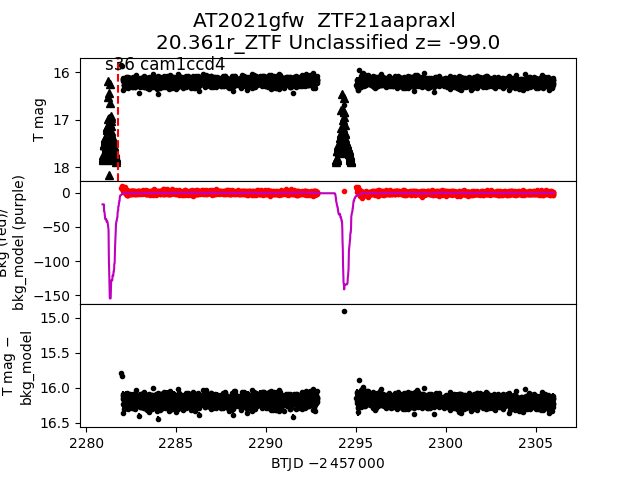 AT2021gfw  ZTF21aapraxl
20.361r_ZTF Unclassified z= -99.0
s36 cam1ccd4
T mag
16
17
18
Bkg (red)/
bkg_model (purple)
0
−50
−100
−150
T mag −
bkg_model
15.0
15.5
16.0
16.5
2280 2285 2290 2295 2300 2305
BTJD −2 457 000